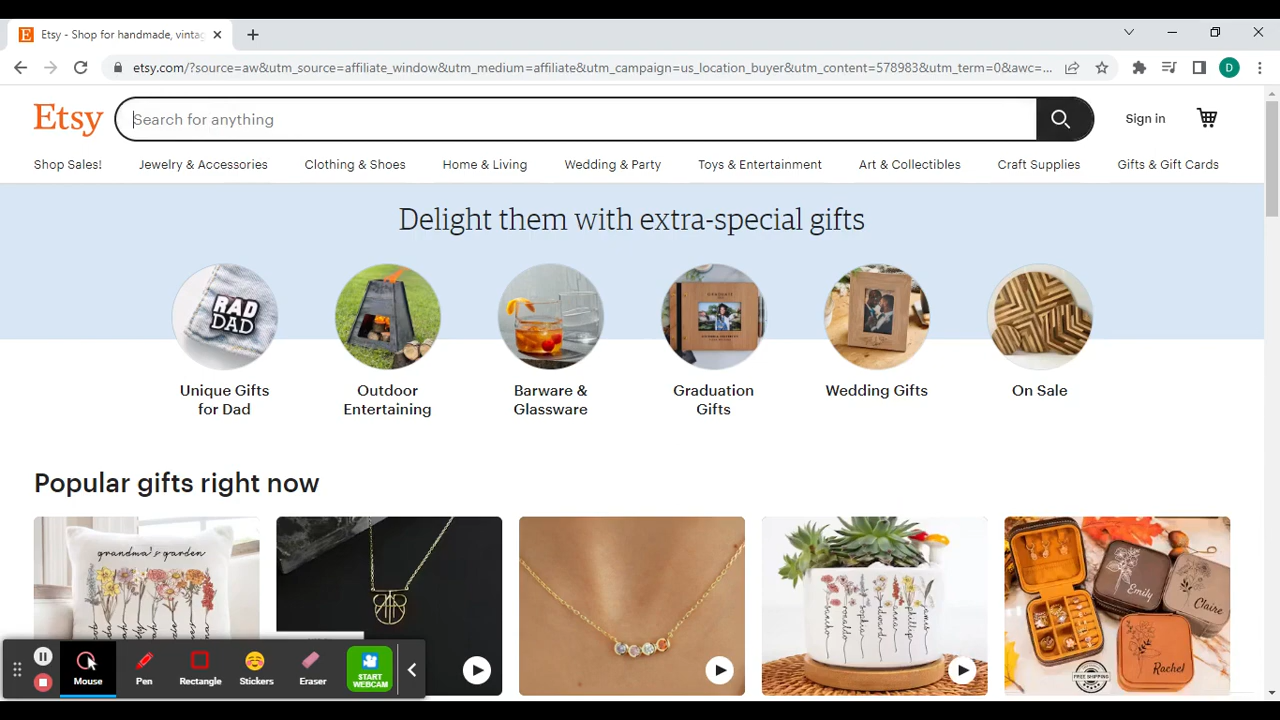 Etsy - Shop for handmade, vinta
etsy.com/?source=aw&utm_source=affiliate_window&utm_medium=affiliate&utm_campaign=us_location_buyer&utm_content=578983&utm_term=0&awc=...
D
Etsy
Search for anything
Sign in
Shop Sales!
Jewelry & Accessories
Clothing & Shoes
Home & Living
Wedding & Party
Toys & Entertainment
Art & Collectibles
Craft Supplies
Gifts & Gift Cards
Delight them with extra-special gifts
RAD
DAD
GRADUATE
Unique Gifts
for Dad
Outdoor
Entertaining
Barware &
Glassware
Graduation
Gifts
Wedding Gifts
On Sale
Popular gifts right now
grandma's garden
Emily
Claire
Rachel
FREE SHIPPING
Mouse
Pen
Rectangle
Stickers
Eraser
START
WEBCAM